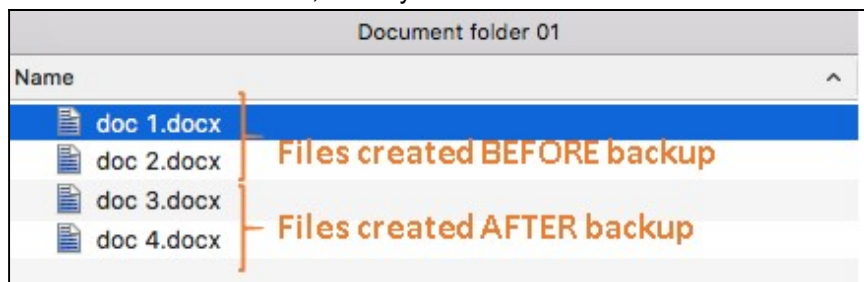 Document folder 01
Name
doc 1.docx
doc 2.docx
Files created BEFORE backup
doc 3.docx
doc 4.docx
Files created AFTER backup